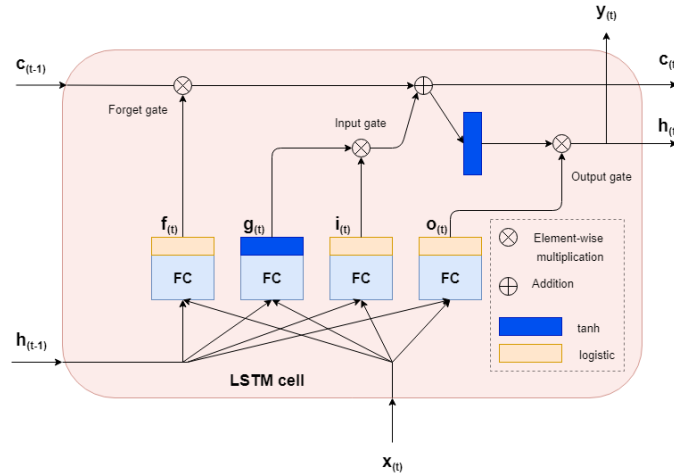 y(t)
c(t-1)
c(t
Forget gate
Input gate
h(t
Output gate
f(t)
g(t)
i(t)
o(t)
FC
FC
FC
FC
Element-wise
multiplication
Addition
tanh
logistic
h(t-1)
LSTM cell
x(t)